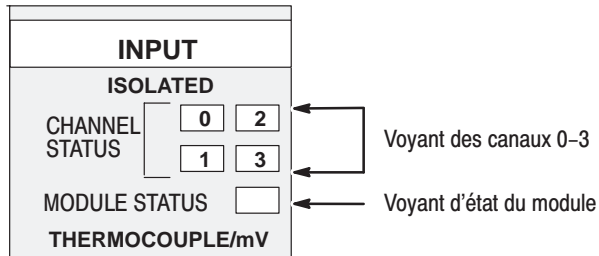 INPUT
ISOLATED
CHANNEL STATUS
0 2
1 3
Voyant des canaux 0–3
MODULE STATUS
Voyant d'état du module
THERMOCOUPLE/mV